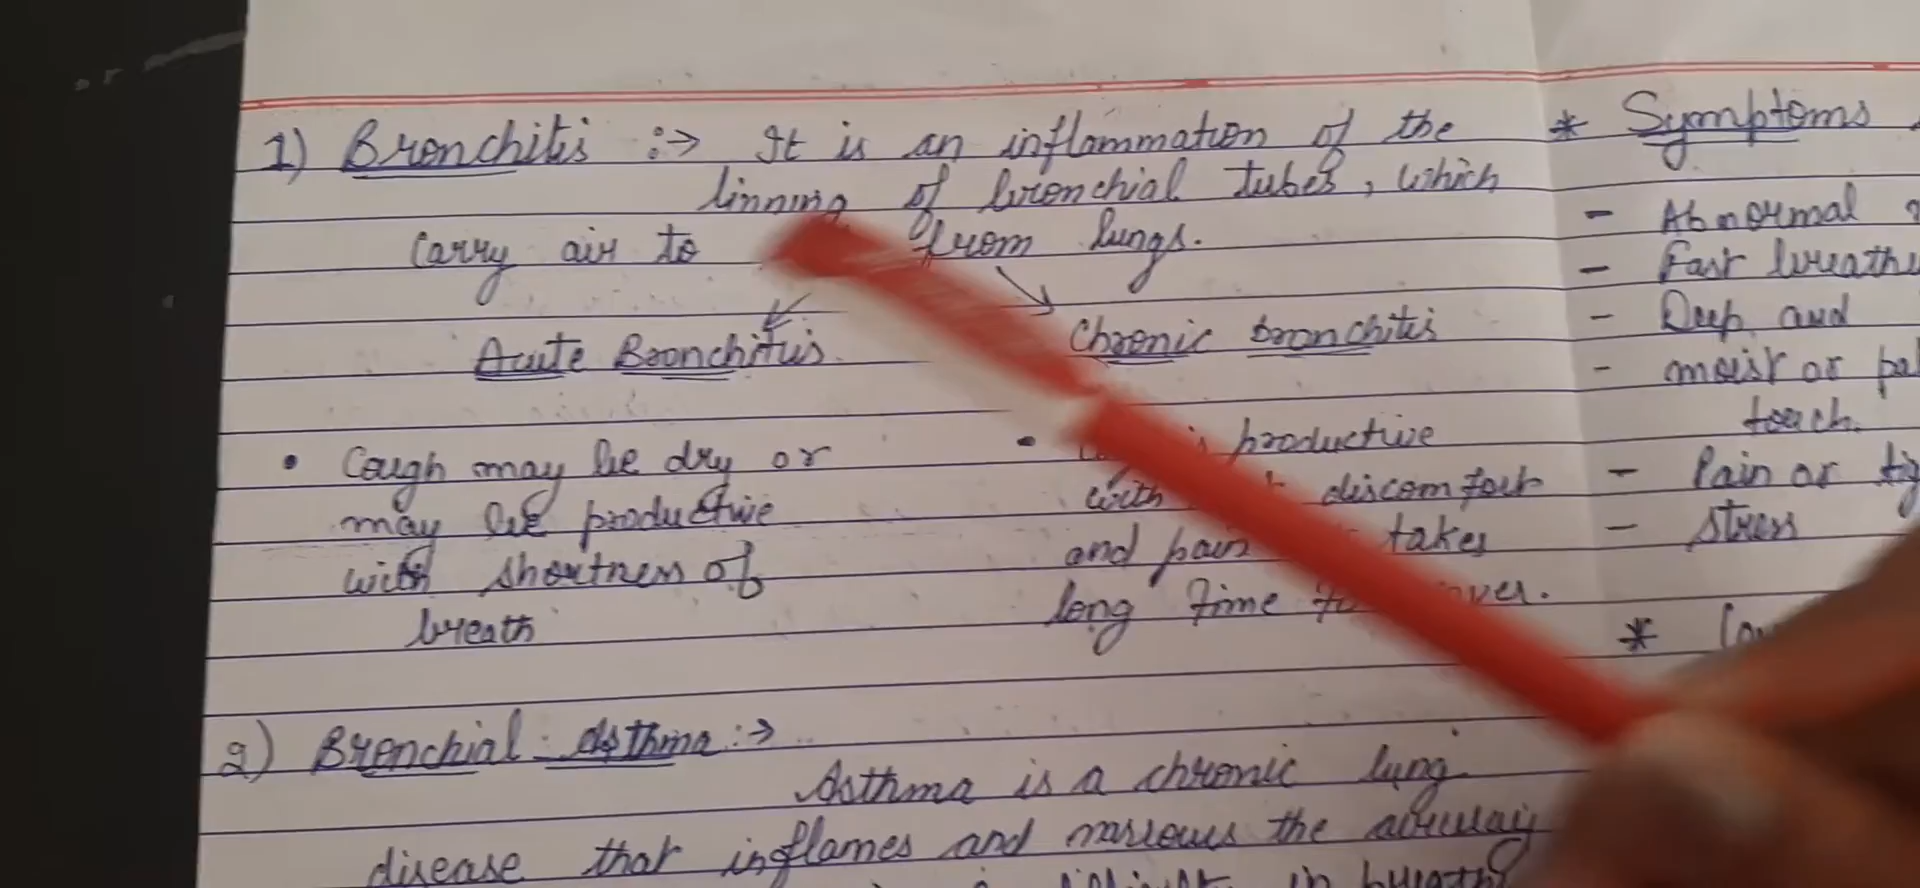 1) Bronchitis :→ It is an inflammation of the
linning of bronchial tubes, which
carry air to from lungs.
Acute Bronchitis.
Chronic bronchitis
• Cough may be dry or
may be productive
with shortness of
breath
• productive
with discomfort
and pain takes
long time
2) Bronchial Asthma :→
Asthma is a chronic lung
disease that inflames and narrows the airway
in breath
* Symptoms
- Abnormal
- Fast
- Deep and
- moist or
touch.
- Pain or
- Stress
*